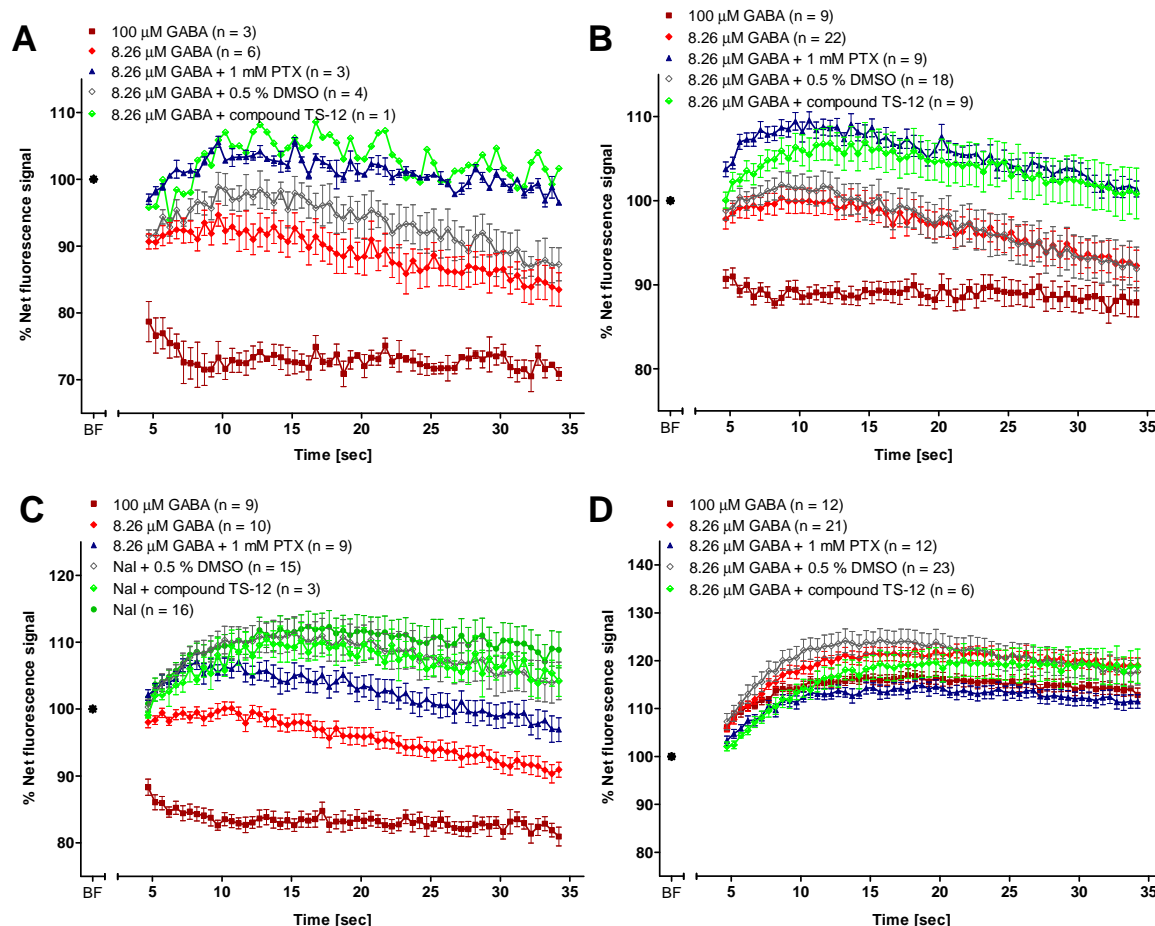 A
100 μM GABA (n = 3)
8.26 μM GABA (n = 6)
8.26 μM GABA + 1 mM PTX (n = 3)
8.26 μM GABA + 0.5 % DMSO (n = 4)
8.26 μM GABA + compound TS-12 (n = 1)
% Net fluorescence signal
110
100
90
80
70
BF
5 10 15 20 25 30 35
Time [sec]
B
100 μM GABA (n = 9)
8.26 μM GABA (n = 22)
8.26 μM GABA + 1 mM PTX (n = 9)
8.26 μM GABA + 0.5 % DMSO (n = 18)
8.26 μM GABA + compound TS-12 (n = 9)
% Net fluorescence signal
110
100
90
80
BF
5 10 15 20 25 30 35
Time [sec]
C
100 μM GABA (n = 9)
8.26 μM GABA (n = 10)
8.26 μM GABA + 1 mM PTX (n = 9)
NaI + 0.5 % DMSO (n = 15)
NaI + compound TS-12 (n = 3)
NaI (n = 16)
% Net fluorescence signal
120
110
100
90
80
BF
5 10 15 20 25 30 35
Time [sec]
D
100 μM GABA (n = 12)
8.26 μM GABA (n = 21)
8.26 μM GABA + 1 mM PTX (n = 12)
8.26 μM GABA + 0.5 % DMSO (n = 23)
8.26 μM GABA + compound TS-12 (n = 6)
% Net fluorescence signal
140
130
120
110
100
90
80
BF
5 10 15 20 25 30 35
Time [sec]